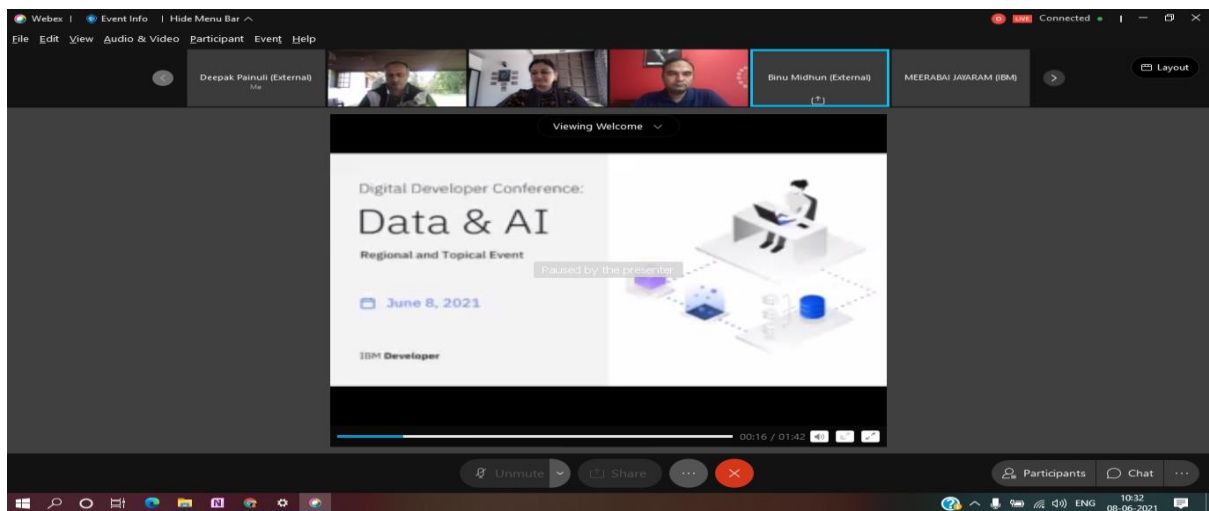 Webex | Event Info | Hide Menu Bar
LIVE Connected
File Edit View Audio & Video Participant Event Help
Deepak Painuli (External)
Me
Binu Midhun (External)
MEERABAI JAYARAM (IBM)
Layout
Viewing Welcome
Digital Developer Conference:
Data & AI
Regional and Topical Event
Paused by the presenter
June 8, 2021
IBM Developer
00:16 / 01:42
Unmute
Share
Participants
Chat
ENG
10:32
08-06-2021